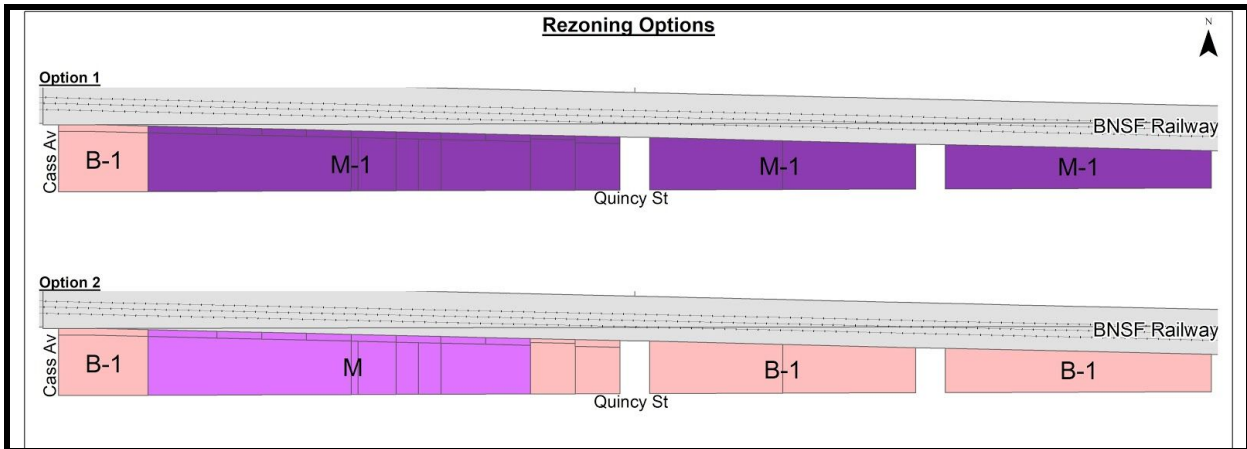 Rezoning Options
N
Option 1
BNSF Railway
Cass Av
B-1
M-1
M-1
M-1
Quincy St
Option 2
BNSF Railway
Cass Av
B-1
M
B-1
B-1
Quincy St